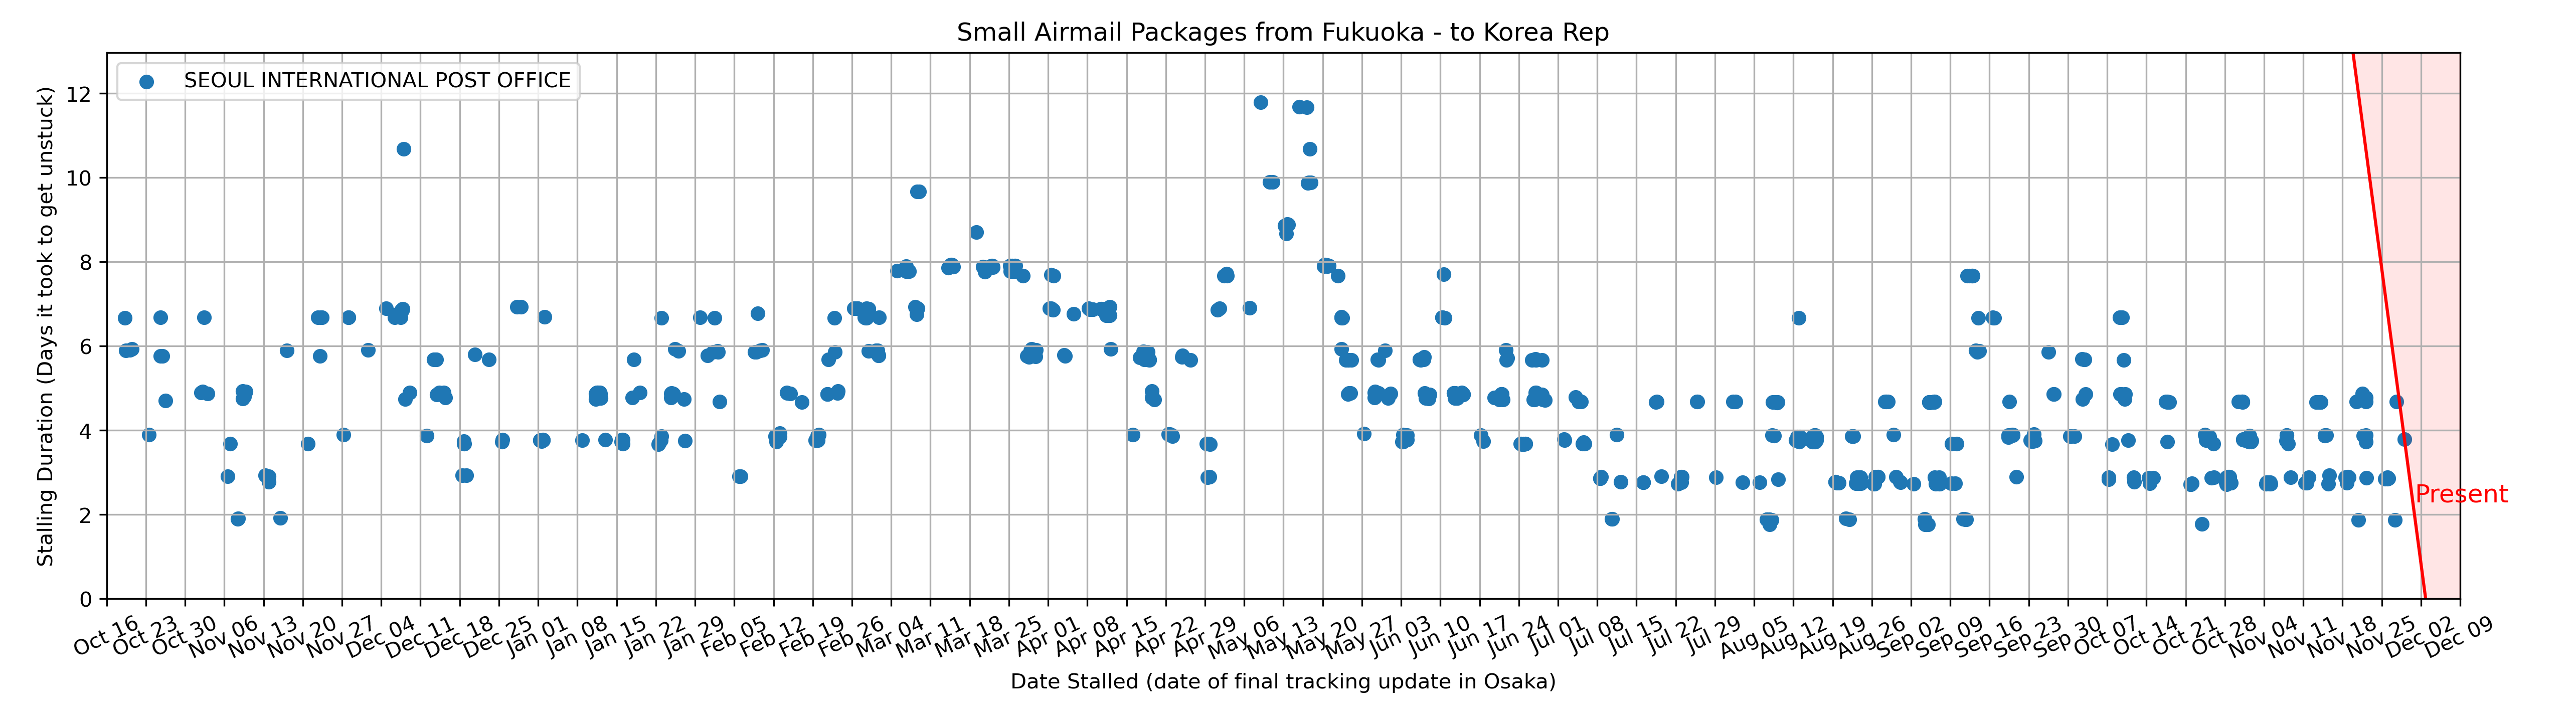 Small Airmail Packages from Fukuoka - to Korea Rep
SEOUL INTERNATIONAL POST OFFICE
Stalling Duration (Days it took to get unstuck)
12
10
8
6
4
2
0
Present
Oct 16 Oct 23 Oct 30 Nov 06 Nov 13 Nov 20 Nov 27 Dec 04 Dec 11 Dec 18 Dec 25 Jan 01 Jan 08 Jan 15 Jan 22 Jan 29 Feb 05 Feb 12 Feb 19 Feb 26 Mar 04 Mar 11 Mar 18 Mar 25 Apr 01 Apr 08 Apr 15 Apr 22 Apr 29 May 06 May 13 May 20 May 27 Jun 03 Jun 10 Jun 17 Jun 24 Jul 01 Jul 08 Jul 15 Jul 22 Jul 29 Aug 05 Aug 12 Aug 19 Aug 26 Sep 02 Sep 09 Sep 16 Sep 23 Sep 30 Oct 07 Oct 14 Oct 21 Oct 28 Nov 04 Nov 11 Nov 18 Nov 25 Dec 02 Dec 09
Date Stalled (date of final tracking update in Osaka)